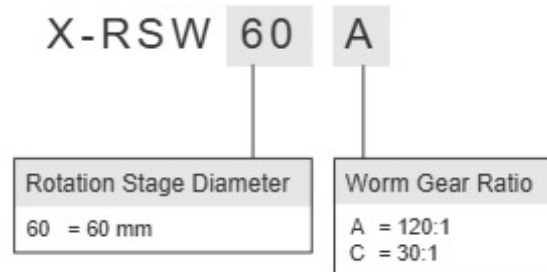 X-RSW 60 A
Rotation Stage Diameter
60 = 60 mm
Worm Gear Ratio
A = 120:1
C = 30:1